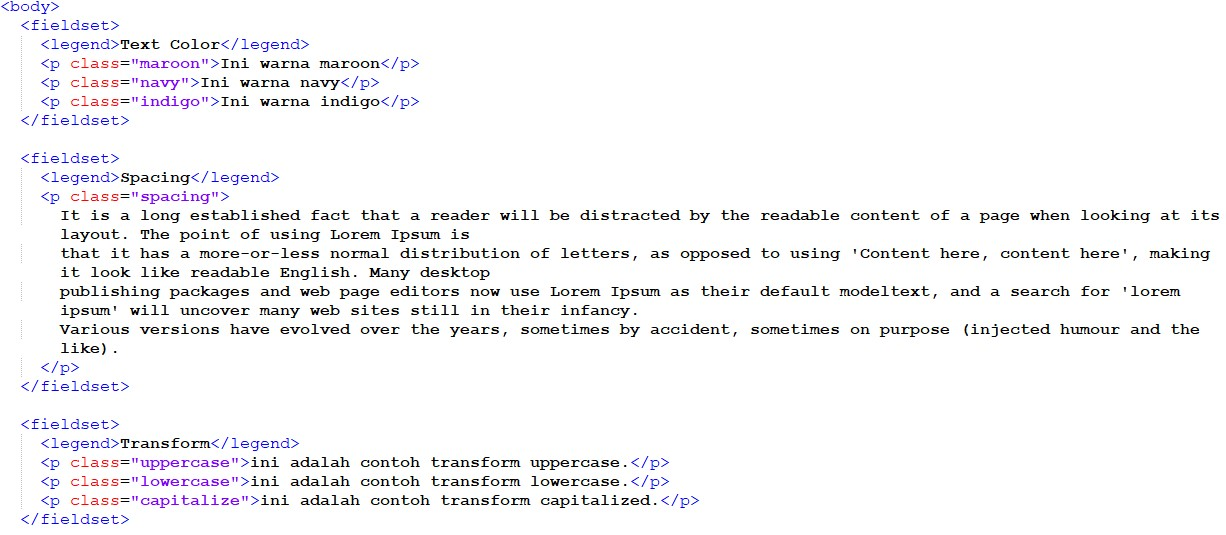 <body>
  <fieldset>
    <legend>Text Color</legend>
    <p class="maroon">Ini warna maroon</p>
    <p class="navy">Ini warna navy</p>
    <p class="indigo">Ini warna indigo</p>
  </fieldset>

  <fieldset>
    <legend>Spacing</legend>
    <p class="spacing">
      It is a long established fact that a reader will be distracted by the readable content of a page when looking at its
      layout. The point of using Lorem Ipsum is
      that it has a more-or-less normal distribution of letters, as opposed to using 'Content here, content here', making
      it look like readable English. Many desktop
      publishing packages and web page editors now use Lorem Ipsum as their default modeltext, and a search for 'lorem
      ipsum' will uncover many web sites still in their infancy.
      Various versions have evolved over the years, sometimes by accident, sometimes on purpose (injected humour and the
      like).
    </p>
  </fieldset>

  <fieldset>
    <legend>Transform</legend>
    <p class="uppercase">ini adalah contoh transform uppercase.</p>
    <p class="lowercase">ini adalah contoh transform lowercase.</p>
    <p class="capitalize">ini adalah contoh transform capitalized.</p>
  </fieldset>